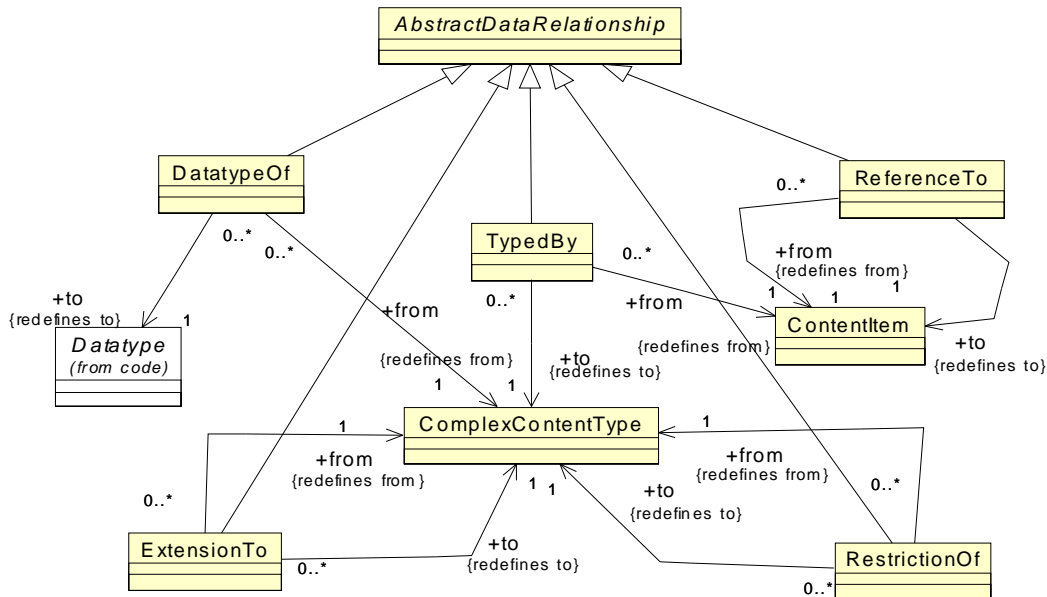 AbstractDataRelationship
DatatypeOf
ReferenceTo
0..*
TypedBy
0..*
0..*
0..*
+from
{redefines from}
0..*
1
1
1
+to
{redefines to}
1
+from
+from
ContentItem
Datatype
(from code)
{redefines from}
+to
{redefines to}
{redefines from}
+to
{redefines to}
1
1
ComplexContentType
1
1
+from
{redefines from}
+from
{redefines from}
0..*
1
1
+to
{redefines to}
0..*
ExtensionTo
0..*
+to
{redefines to}
RestrictionOf
0..*